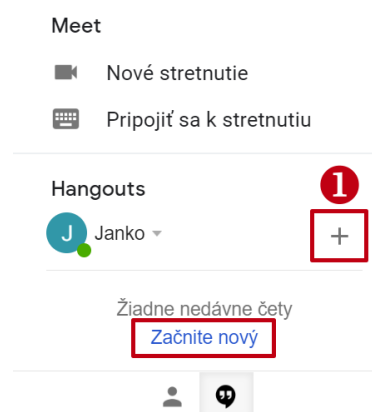 Meet
Nové stretnutie
Pripojiť sa k stretnutiu
Hangouts
1
J Janko
+
Žiadne nedávne čety
Začnite nový